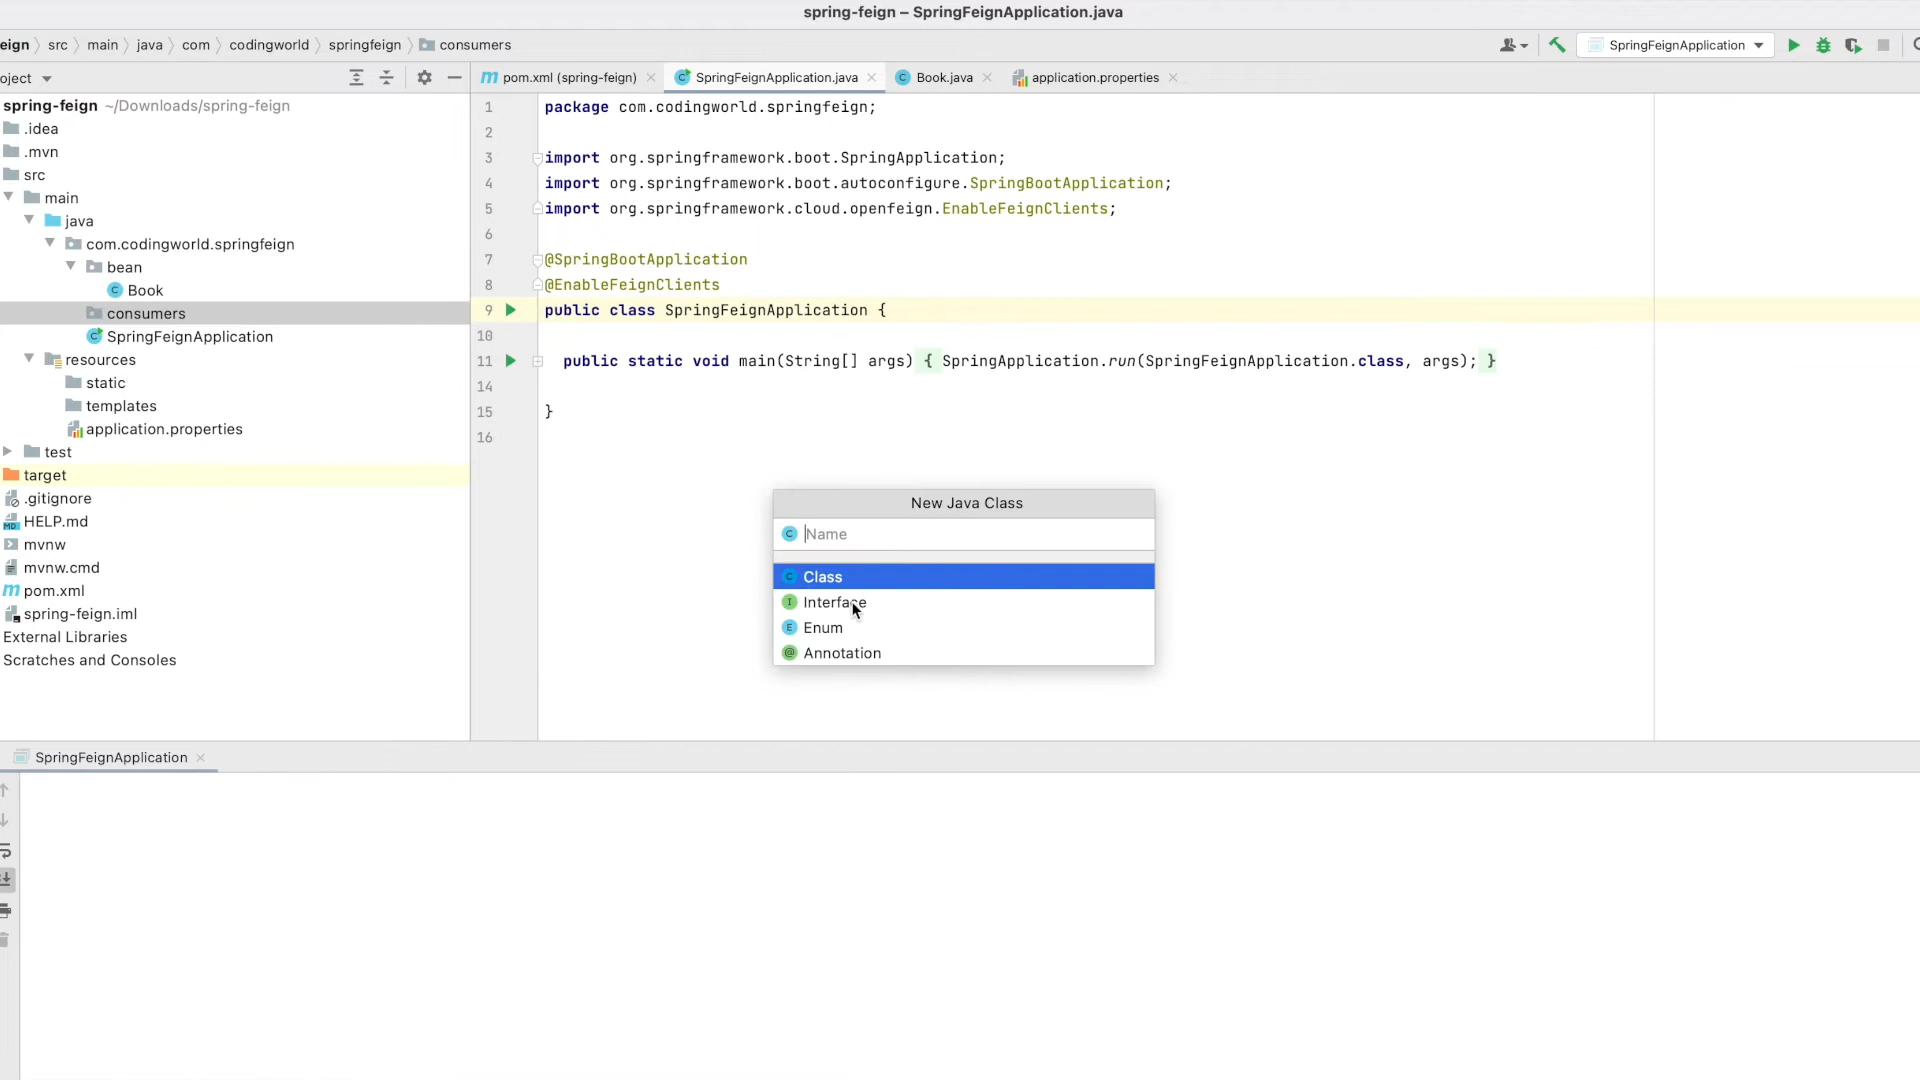 spring-feign – SpringFeignApplication.java
eign src main java com codingworld springfeign consumers
SpringFeignApplication
oject
pom.xml (spring-feign) SpringFeignApplication.java Book.java application.properties
spring-feign ~/Downloads/spring-feign
.idea
.mvn
src
main
java
com.codingworld.springfeign
bean
Book
consumers
SpringFeignApplication
resources
static
templates
application.properties
test
target
.gitignore
HELP.md
mvnw
mvnw.cmd
pom.xml
spring-feign.iml
External Libraries
Scratches and Consoles
1 package com.codingworld.springfeign;
2
3 import org.springframework.boot.SpringApplication;
4 import org.springframework.boot.autoconfigure.SpringBootApplication;
5 import org.springframework.cloud.openfeign.EnableFeignClients;
6
7 @SpringBootApplication
8 @EnableFeignClients
9 public class SpringFeignApplication {
10
11 public static void main(String[] args) { SpringApplication.run(SpringFeignApplication.class, args); }
14
15 }
16
New Java Class
Name
Class
Interface
Enum
Annotation
SpringFeignApplication